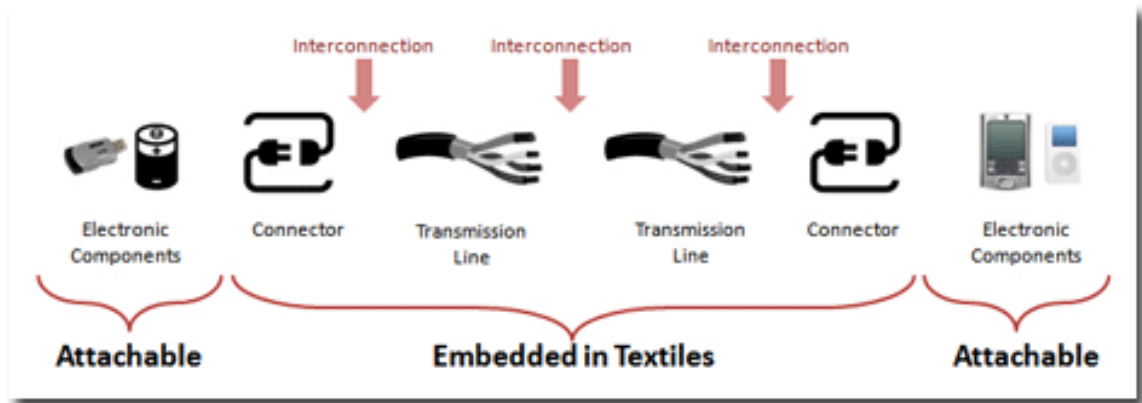 Interconnection Interconnection Interconnection
Electronic Connector Transmission Transmission Connector Electronic
Components Line Line Components
Attachable Embedded in Textiles Attachable